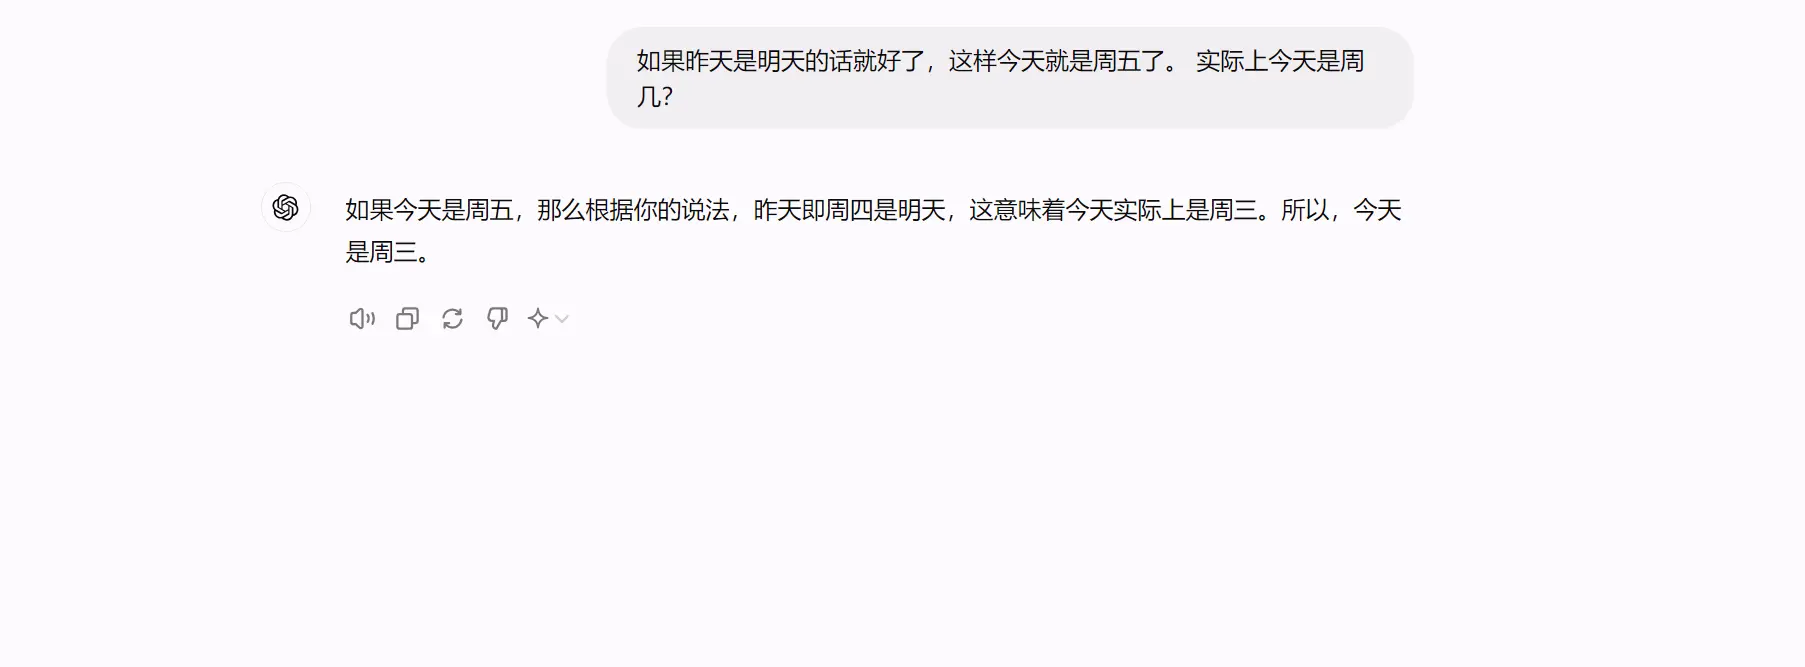 如果昨天是明天的话就好了，这样今天就是周五了。 实际上今天是周
几？
如果今天是周五，那么根据你的说法，昨天即周四是明天，这意味着今天实际上是周三。所以，今天
是周三。